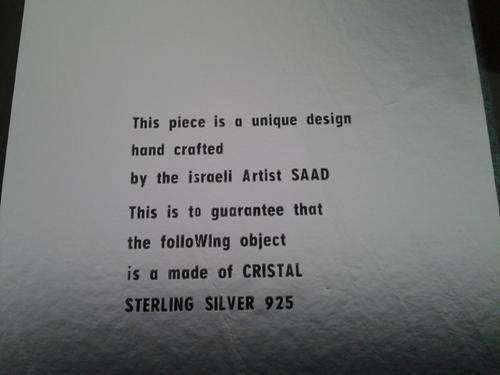 This piece is a unique design
hand crafted
by the israeli Artist SAAD
This is to guarantee that
the folloWIng object
is a made of CRISTAL
STERLING SILVER 925